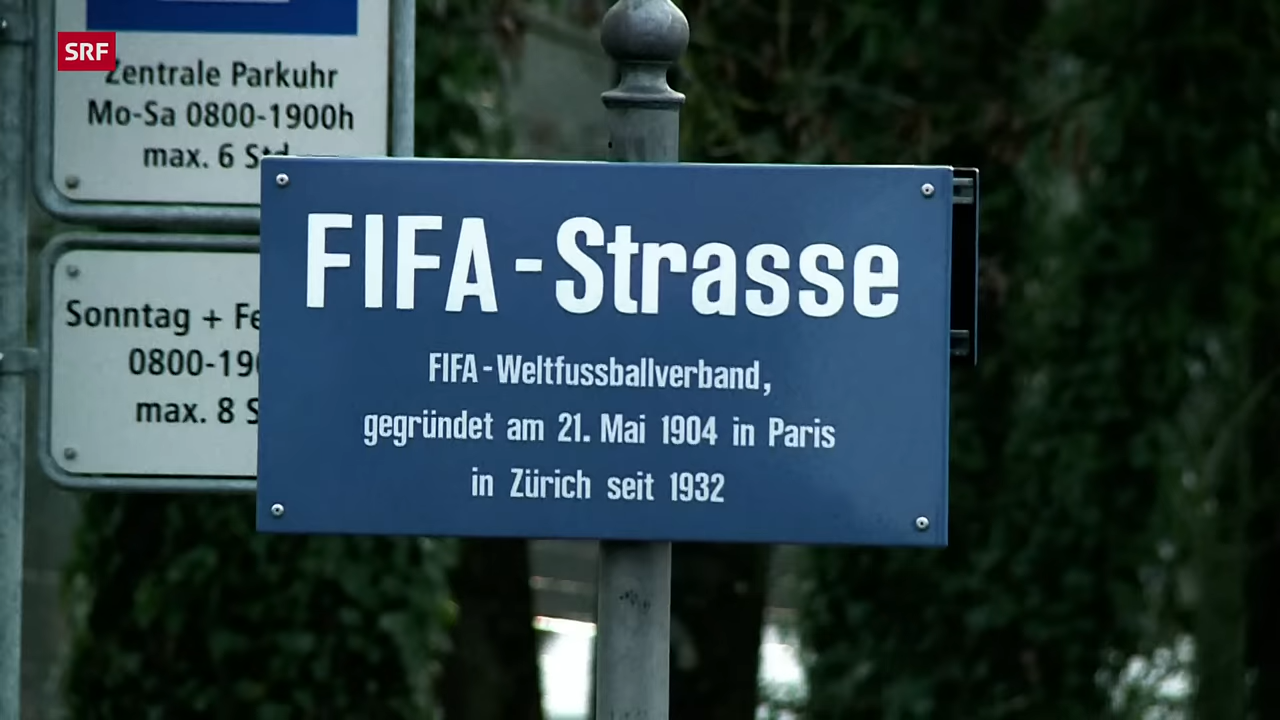 SRF
Zentrale Parkuhr
Mo-Sa 0800-1900h
max. 6 Std.
Sonntag + Fe
0800-190
max. 8 S
FIFA-Strasse
FIFA-Weltfussballverband,
gegründet am 21. Mai 1904 in Paris
in Zürich seit 1932